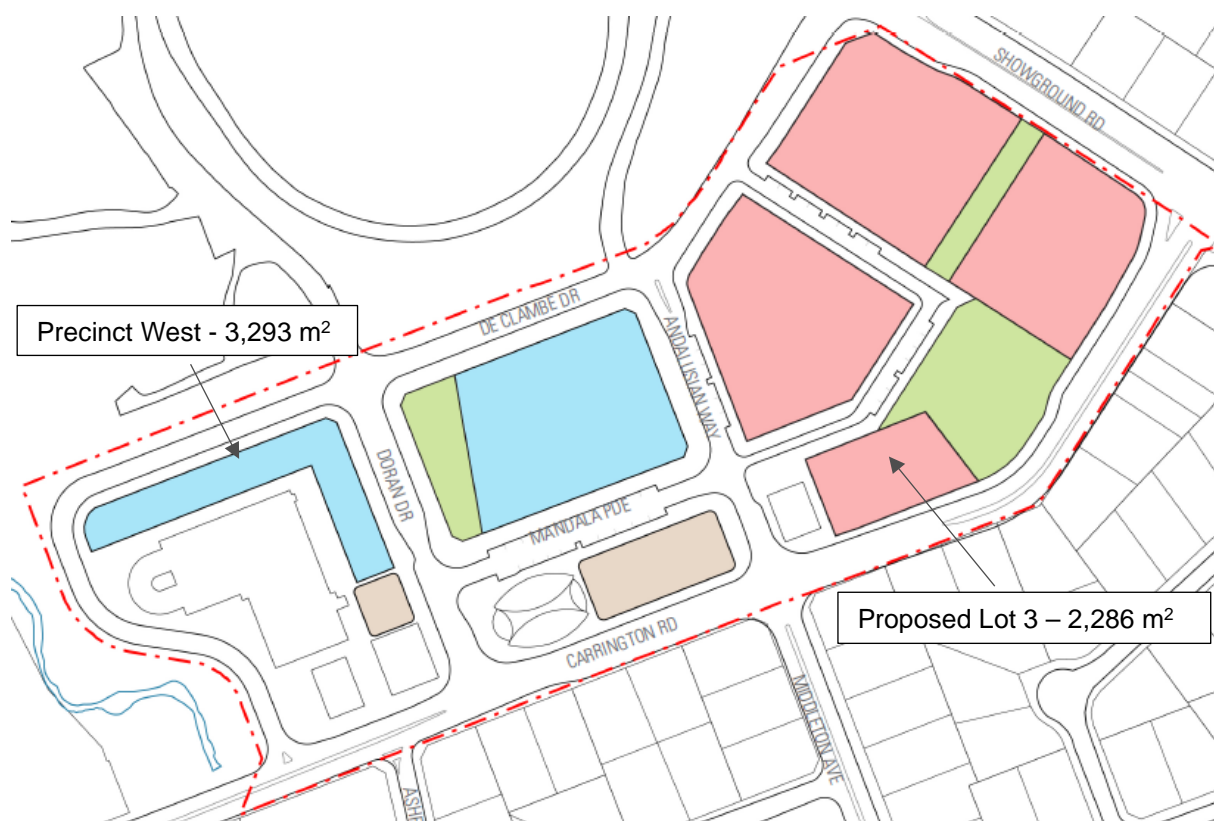 SHOWGROUND RD
Precinct West - 3,293 m²
DE CLAMBE DR
ANDALUSIAN WAY
DORAN DR
MANDALA PDE
Proposed Lot 3 – 2,286 m²
CARRINGTON RD
MIDDLETON AVE